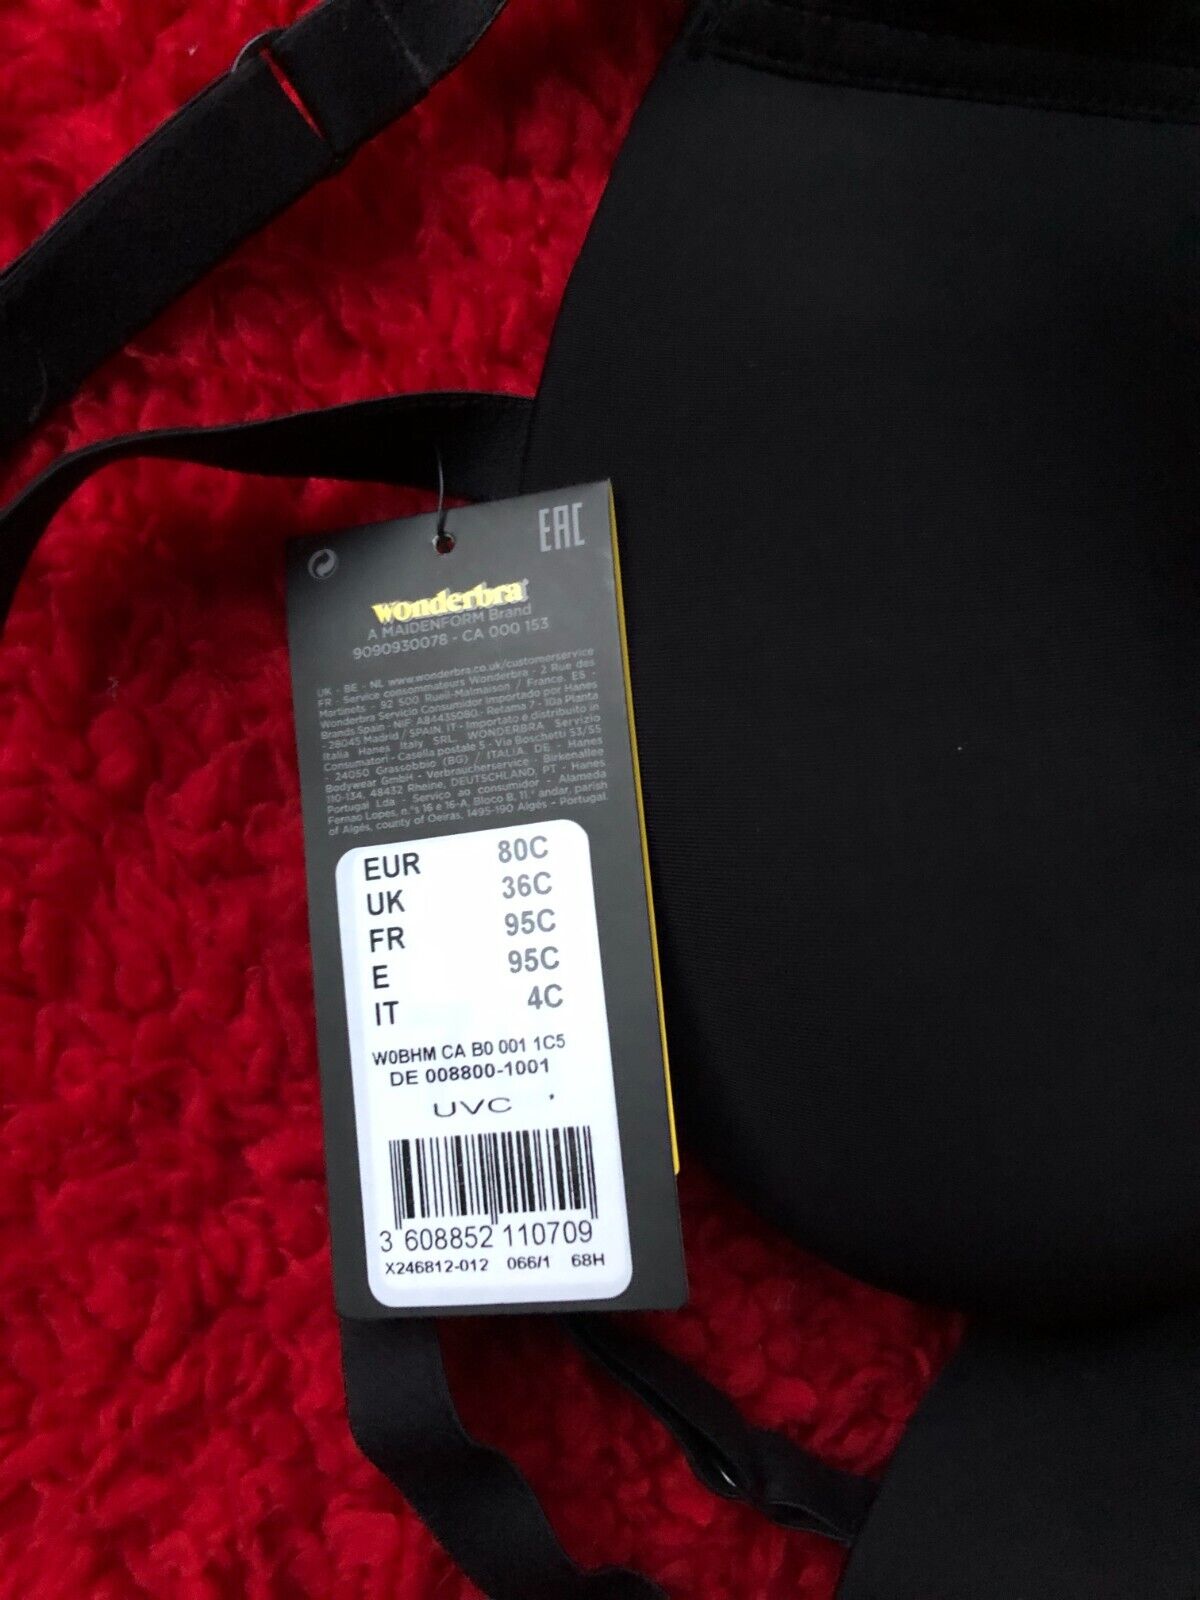 EAC
wonderbra
A MAIDENFORM Brand
9090930078 - CA 000 153
UK - BE - NL www.wonderbra.co.uk/customerservice
FR - Service consommateurs Wonderbra - 2 Rue des
Martinets - 92 500 Rueil-Malmaison / France. ES -
Wonderbra Servicio Consumidor Importado por Hanes
Brands Spain - NIF A84435080.- Retama 7 - 10a Planta
- 28045 Madrid / SPAIN. IT - Importato e distribuito in
Italia Hanes Italy SRL. WONDERBRA Servizio
Consumatori - Casella postale 5 - Via Boschetti 53/55
- 24050 Grassobbio (BG) / ITALIA. DE - Hanes
Bodywear GmbH - Verbraucherservice - Birkenallee
110-134, 48432 Rheine, DEUTSCHLAND, PT - Hanes
Portugal Lda - Serviço ao consumidor - Alameda
Fernao Lopes, n.°s 16 e 16-A, Bloco B, 11.° andar, parish
of Algés, county of Oeiras, 1495-190 Algés - Portugal.
EUR 80C
UK 36C
FR 95C
E 95C
IT 4C
W0BHM CA B0 001 1C5
DE 008800-1001
UVC
3 608852 110709
X246812-012 066/1 68H